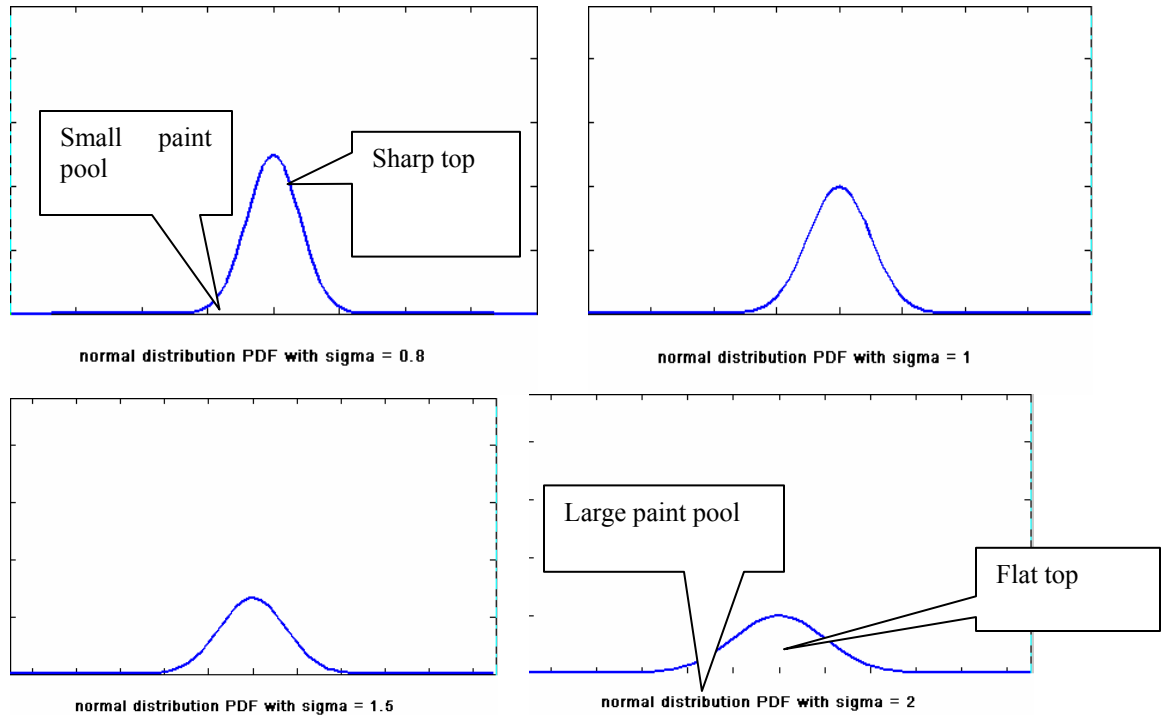 Small paint
pool
Sharp top
normal distribution PDF with sigma = 0.8
normal distribution PDF with sigma = 1
Large paint pool
Flat top
normal distribution PDF with sigma = 1.5
normal distribution PDF with sigma = 2